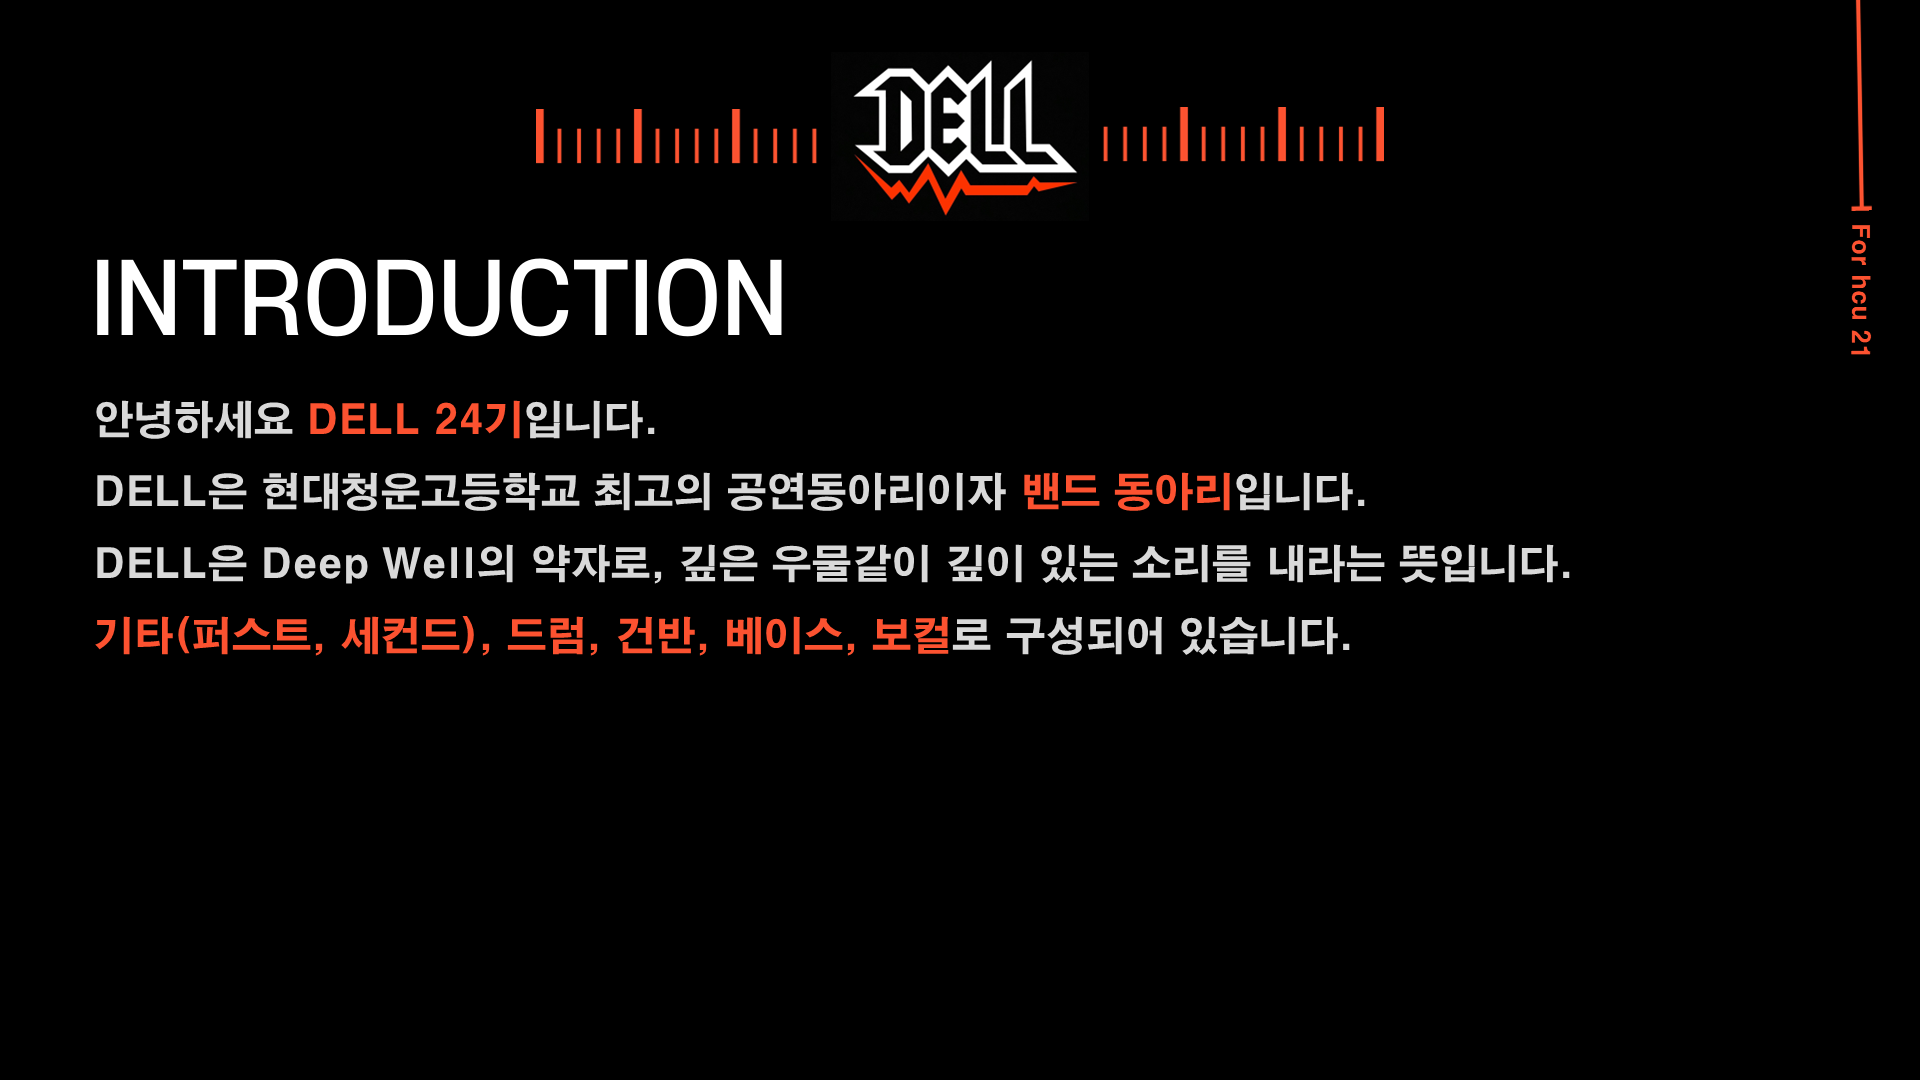 DELL
I For hcu 21
INTRODUCTION
안녕하세요 DELL 24기입니다.
DELL은 현대청운고등학교 최고의 공연동아리이자 밴드 동아리입니다.
DELL은 Deep Well의 약자로, 깊은 우물같이 깊이 있는 소리를 내라는 뜻입니다.
기타(퍼스트, 세컨드), 드럼, 건반, 베이스, 보컬로 구성되어 있습니다.